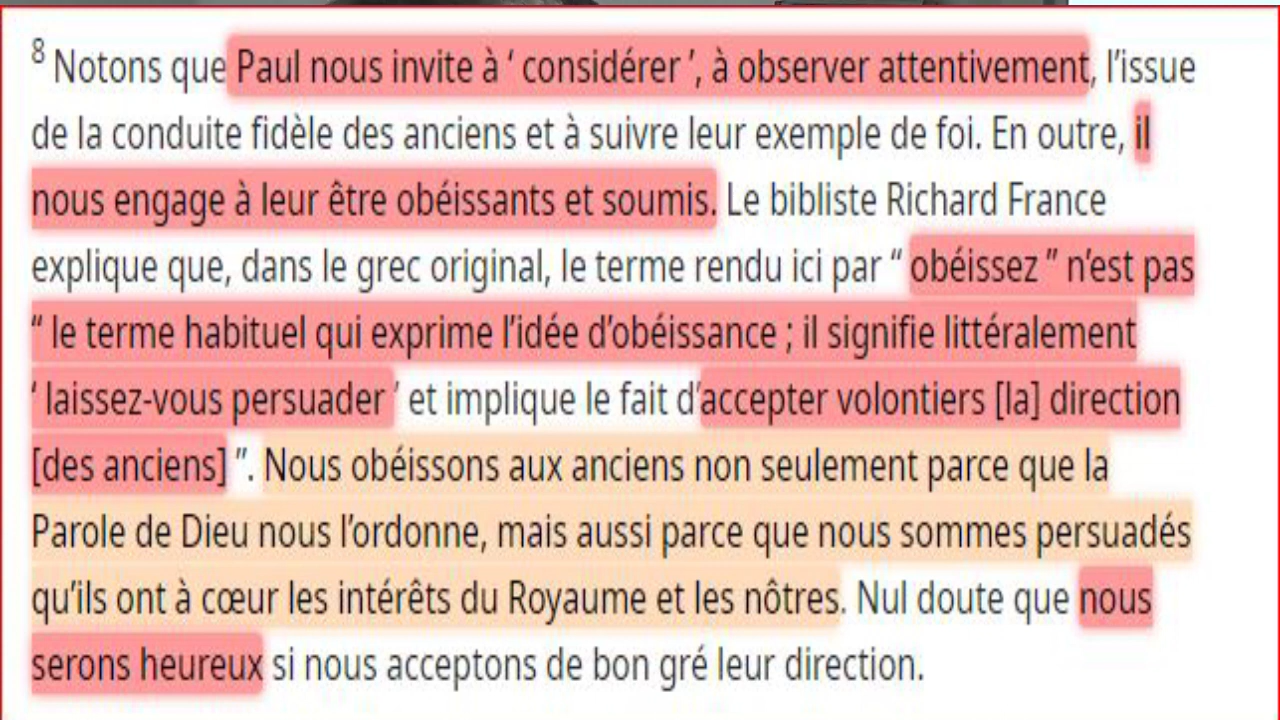 8 Notons que Paul nous invite à ‘ considérer ’, à observer attentivement, l’issue
de la conduite fidèle des anciens et à suivre leur exemple de foi. En outre, il
nous engage à leur être obéissants et soumis. Le bibliste Richard France
explique que, dans le grec original, le terme rendu ici par “ obéissez ” n’est pas
“ le terme habituel qui exprime l’idée d’obéissance ; il signifie littéralement
‘ laissez-vous persuader ’ et implique le fait d’accepter volontiers [la] direction
[des anciens] ”. Nous obéissons aux anciens non seulement parce que la
Parole de Dieu nous l’ordonne, mais aussi parce que nous sommes persuadés
qu’ils ont à cœur les intérêts du Royaume et les nôtres. Nul doute que nous
serons heureux si nous acceptons de bon gré leur direction.